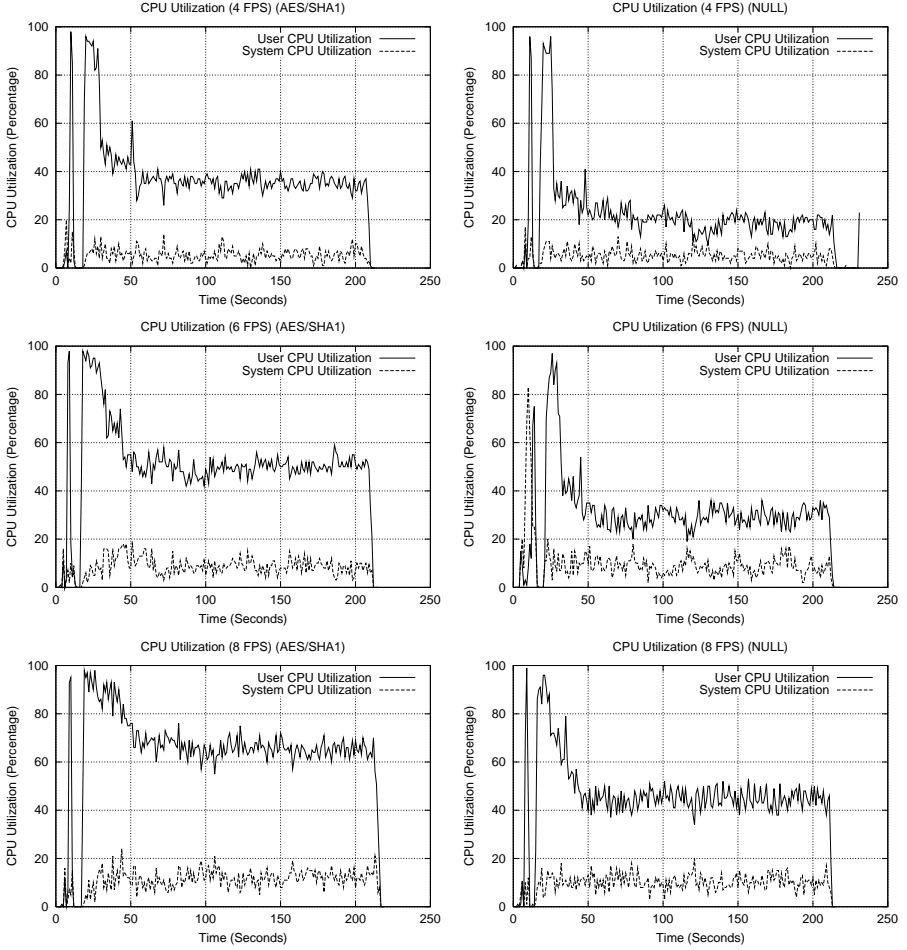 CPU Utilization (4 FPS) (AES/SHA1)
CPU Utilization (Percentage)
100
80
60
40
20
0
0 50 100 150 200 250
Time (Seconds)
User CPU Utilization
System CPU Utilization
CPU Utilization (4 FPS) (NULL)
CPU Utilization (Percentage)
100
80
60
40
20
0
0 50 100 150 200 250
Time (Seconds)
User CPU Utilization
System CPU Utilization
CPU Utilization (6 FPS) (AES/SHA1)
CPU Utilization (Percentage)
100
80
60
40
20
0
0 50 100 150 200 250
Time (Seconds)
User CPU Utilization
System CPU Utilization
CPU Utilization (6 FPS) (NULL)
CPU Utilization (Percentage)
100
80
60
40
20
0
0 50 100 150 200 250
Time (Seconds)
User CPU Utilization
System CPU Utilization
CPU Utilization (8 FPS) (AES/SHA1)
CPU Utilization (Percentage)
100
80
60
40
20
0
0 50 100 150 200 250
Time (Seconds)
User CPU Utilization
System CPU Utilization
CPU Utilization (8 FPS) (NULL)
CPU Utilization (Percentage)
100
80
60
40
20
0
0 50 100 150 200 250
Time (Seconds)
User CPU Utilization
System CPU Utilization